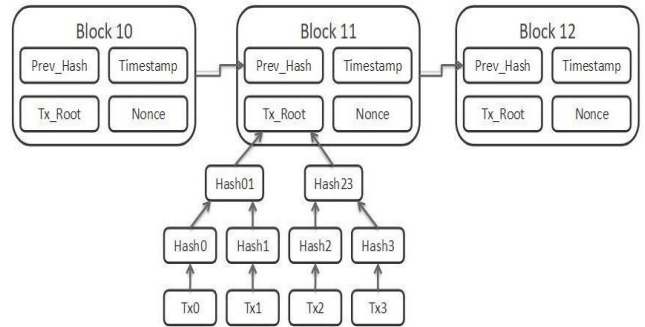 Block 10
Block 11
Block 12
Prev_Hash
Timestamp
Prev_Hash
Timestamp
Prev_Hash
Timestamp
Tx_Root
Nonce
Tx_Root
Nonce
Tx_Root
Nonce
Hash01
Hash23
Hash0
Hash1
Hash2
Hash3
Tx0
Tx1
Tx2
Tx3